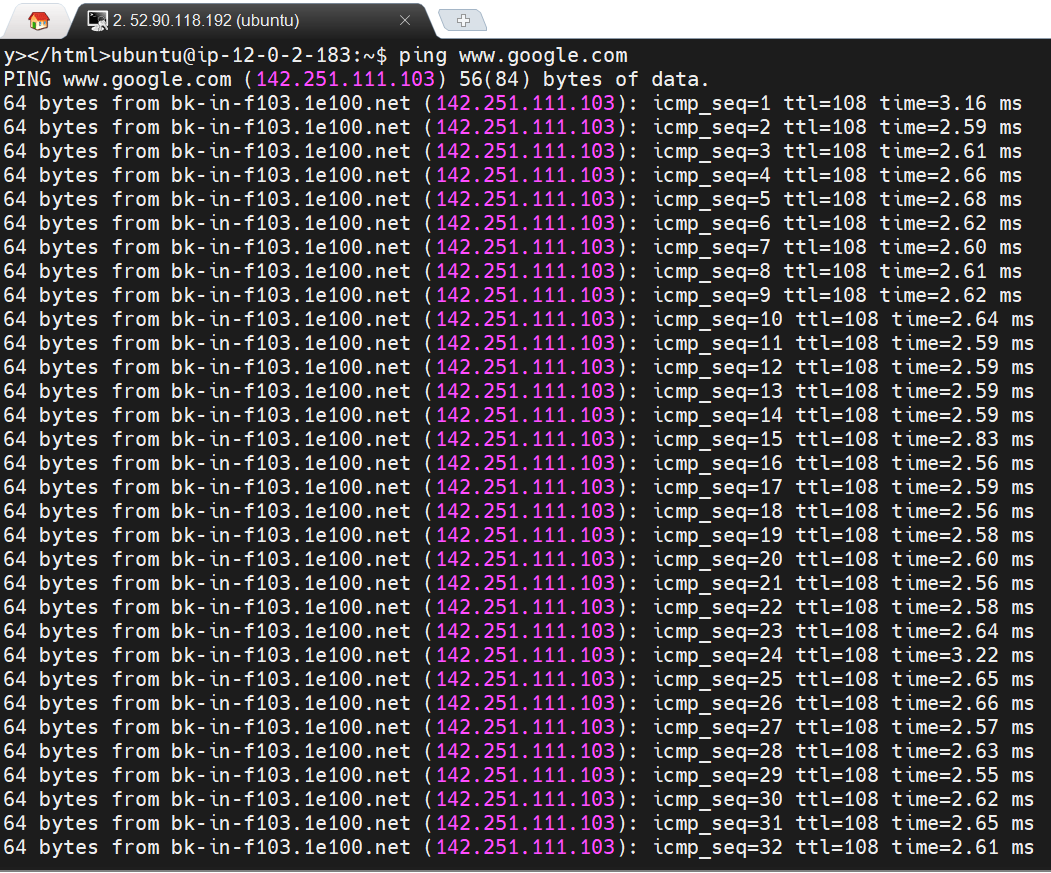 2. 52.90.118.192 (ubuntu)
y></html>ubuntu@ip-12-0-2-183:~$ ping www.google.com
PING www.google.com (142.251.111.103) 56(84) bytes of data.
64 bytes from bk-in-f103.1e100.net (142.251.111.103): icmp_seq=1 ttl=108 time=3.16 ms
64 bytes from bk-in-f103.1e100.net (142.251.111.103): icmp_seq=2 ttl=108 time=2.59 ms
64 bytes from bk-in-f103.1e100.net (142.251.111.103): icmp_seq=3 ttl=108 time=2.61 ms
64 bytes from bk-in-f103.1e100.net (142.251.111.103): icmp_seq=4 ttl=108 time=2.66 ms
64 bytes from bk-in-f103.1e100.net (142.251.111.103): icmp_seq=5 ttl=108 time=2.68 ms
64 bytes from bk-in-f103.1e100.net (142.251.111.103): icmp_seq=6 ttl=108 time=2.62 ms
64 bytes from bk-in-f103.1e100.net (142.251.111.103): icmp_seq=7 ttl=108 time=2.60 ms
64 bytes from bk-in-f103.1e100.net (142.251.111.103): icmp_seq=8 ttl=108 time=2.61 ms
64 bytes from bk-in-f103.1e100.net (142.251.111.103): icmp_seq=9 ttl=108 time=2.62 ms
64 bytes from bk-in-f103.1e100.net (142.251.111.103): icmp_seq=10 ttl=108 time=2.64 ms
64 bytes from bk-in-f103.1e100.net (142.251.111.103): icmp_seq=11 ttl=108 time=2.59 ms
64 bytes from bk-in-f103.1e100.net (142.251.111.103): icmp_seq=12 ttl=108 time=2.59 ms
64 bytes from bk-in-f103.1e100.net (142.251.111.103): icmp_seq=13 ttl=108 time=2.59 ms
64 bytes from bk-in-f103.1e100.net (142.251.111.103): icmp_seq=14 ttl=108 time=2.59 ms
64 bytes from bk-in-f103.1e100.net (142.251.111.103): icmp_seq=15 ttl=108 time=2.83 ms
64 bytes from bk-in-f103.1e100.net (142.251.111.103): icmp_seq=16 ttl=108 time=2.56 ms
64 bytes from bk-in-f103.1e100.net (142.251.111.103): icmp_seq=17 ttl=108 time=2.59 ms
64 bytes from bk-in-f103.1e100.net (142.251.111.103): icmp_seq=18 ttl=108 time=2.56 ms
64 bytes from bk-in-f103.1e100.net (142.251.111.103): icmp_seq=19 ttl=108 time=2.58 ms
64 bytes from bk-in-f103.1e100.net (142.251.111.103): icmp_seq=20 ttl=108 time=2.60 ms
64 bytes from bk-in-f103.1e100.net (142.251.111.103): icmp_seq=21 ttl=108 time=2.56 ms
64 bytes from bk-in-f103.1e100.net (142.251.111.103): icmp_seq=22 ttl=108 time=2.58 ms
64 bytes from bk-in-f103.1e100.net (142.251.111.103): icmp_seq=23 ttl=108 time=2.64 ms
64 bytes from bk-in-f103.1e100.net (142.251.111.103): icmp_seq=24 ttl=108 time=3.22 ms
64 bytes from bk-in-f103.1e100.net (142.251.111.103): icmp_seq=25 ttl=108 time=2.65 ms
64 bytes from bk-in-f103.1e100.net (142.251.111.103): icmp_seq=26 ttl=108 time=2.66 ms
64 bytes from bk-in-f103.1e100.net (142.251.111.103): icmp_seq=27 ttl=108 time=2.57 ms
64 bytes from bk-in-f103.1e100.net (142.251.111.103): icmp_seq=28 ttl=108 time=2.63 ms
64 bytes from bk-in-f103.1e100.net (142.251.111.103): icmp_seq=29 ttl=108 time=2.55 ms
64 bytes from bk-in-f103.1e100.net (142.251.111.103): icmp_seq=30 ttl=108 time=2.62 ms
64 bytes from bk-in-f103.1e100.net (142.251.111.103): icmp_seq=31 ttl=108 time=2.65 ms
64 bytes from bk-in-f103.1e100.net (142.251.111.103): icmp_seq=32 ttl=108 time=2.61 ms